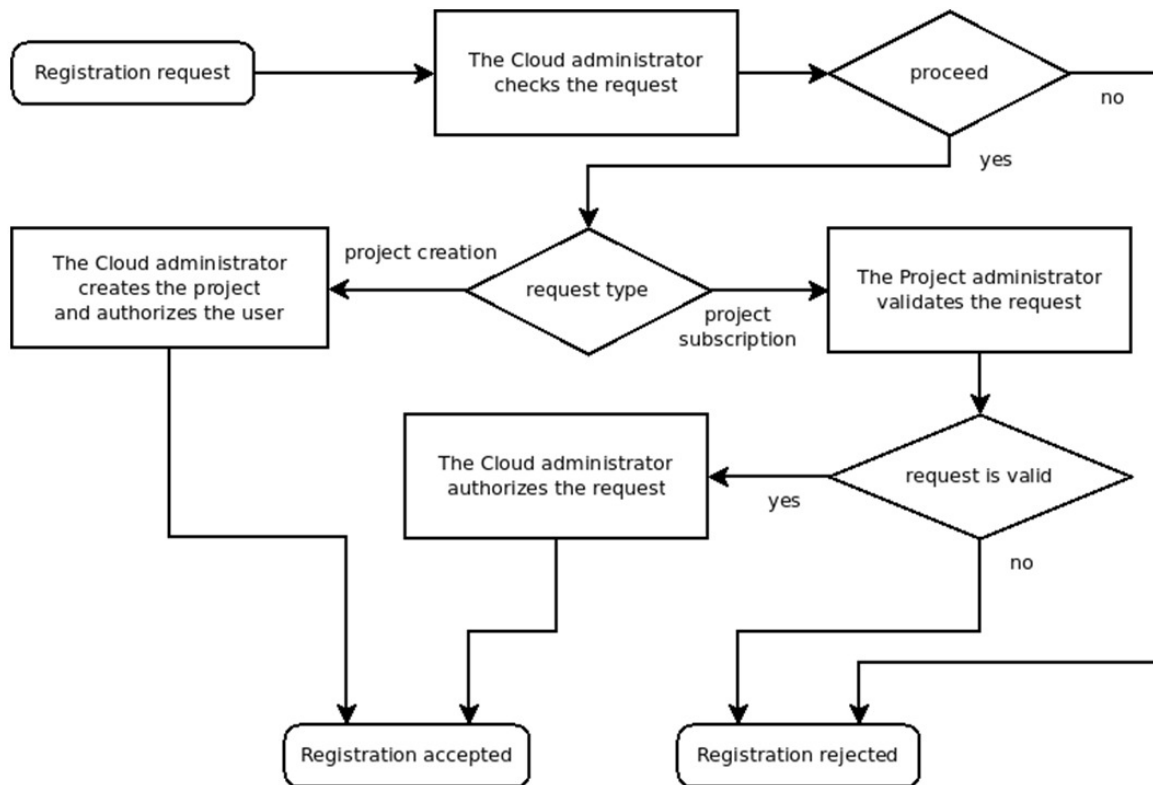 Registration request
The Cloud administrator
checks the request
proceed
no
yes
The Cloud administrator
creates the project
and authorizes the user
project creation
request type
project
subscription
The Project administrator
validates the request
The Cloud administrator
authorizes the request
yes
request is valid
no
Registration accepted
Registration rejected